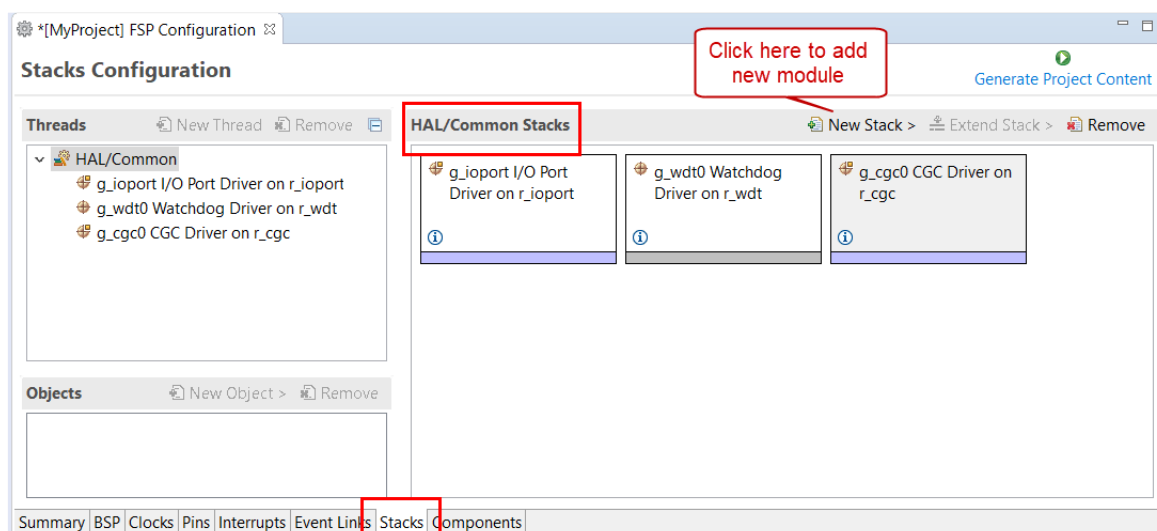 *[MyProject] FSP Configuration
Click here to add
new module
Stacks Configuration
Generate Project Content
Threads
New Thread
Remove
HAL/Common Stacks
New Stack >
Extend Stack >
Remove
HAL/Common
g_ioport I/O Port Driver on r_ioport
g_wdt0 Watchdog Driver on r_wdt
g_cgc0 CGC Driver on r_cgc
g_ioport I/O Port
Driver on r_ioport
g_wdt0 Watchdog
Driver on r_wdt
g_cgc0 CGC Driver on
r_cgc
Objects
New Object >
Remove
Summary BSP Clocks Pins Interrupts Event Links Stacks Components